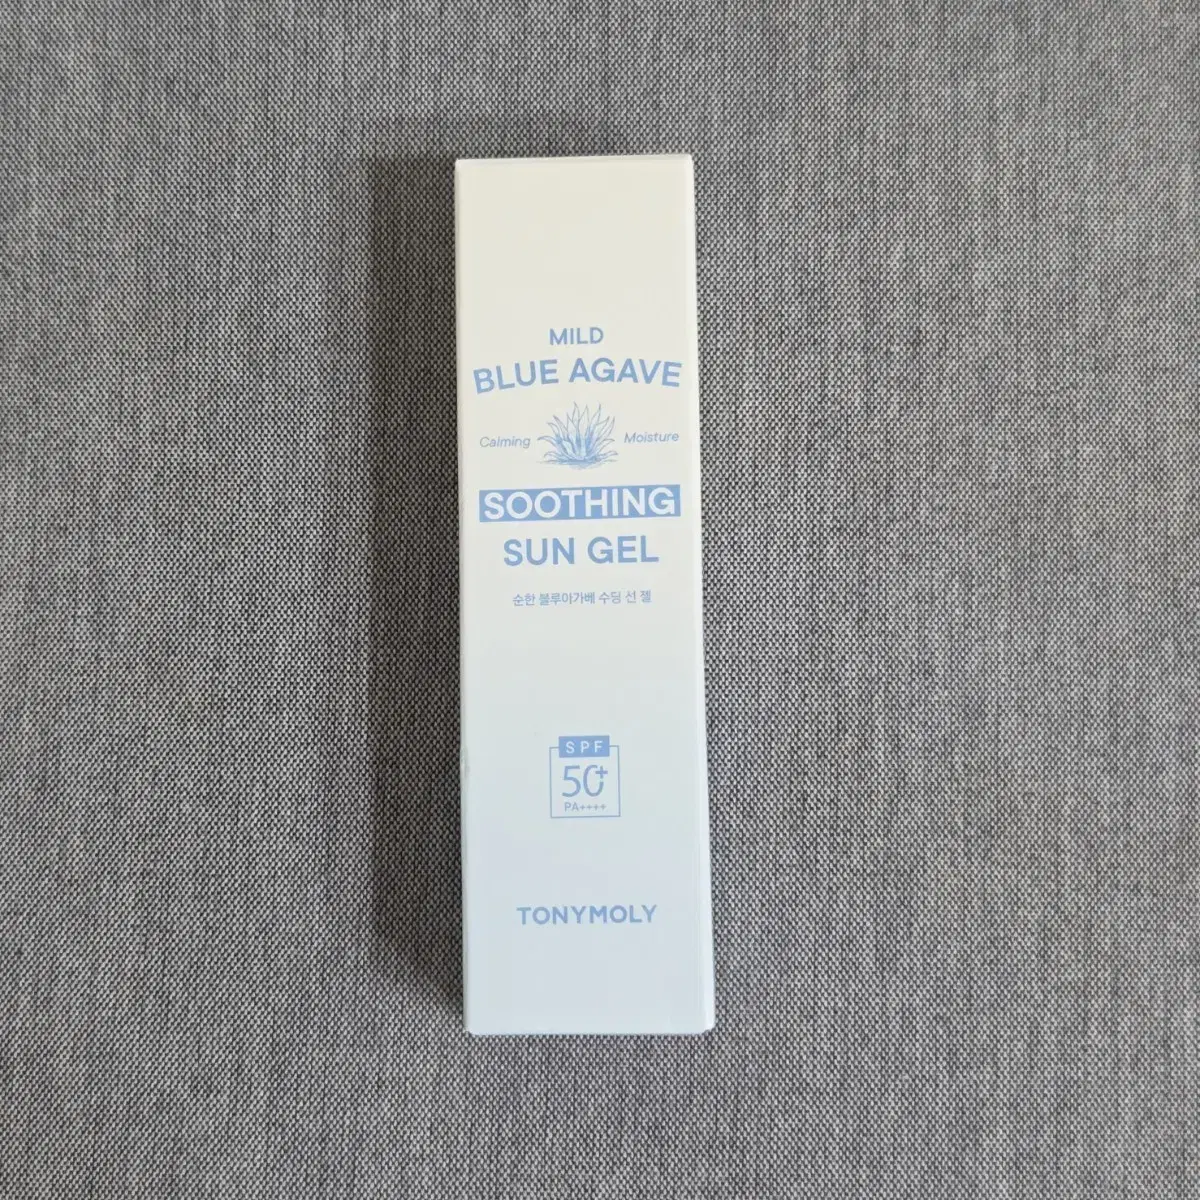 MILD
BLUE AGAVE
Calming Moisture
SOOTHING
SUN GEL
순한 블루아가베 수딩 선 젤
SPF
50+
PA++++
TONYMOLY